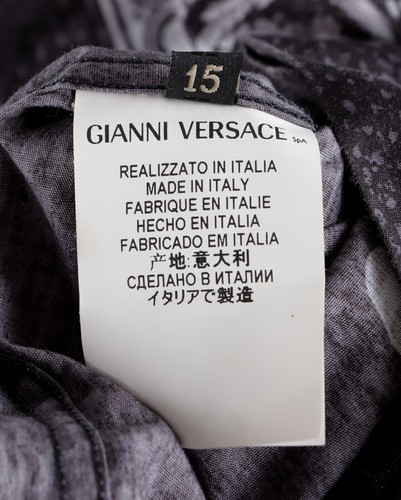 15
GIANNI VERSACE SpA
REALIZZATO IN ITALIA
MADE IN ITALY
FABRIQUE EN ITALIE
HECHO EN ITALIA
FABRICADO EM ITALIA
产地:意大利
СДЕЛАНО В ИТАЛИИ
イタリアで製造